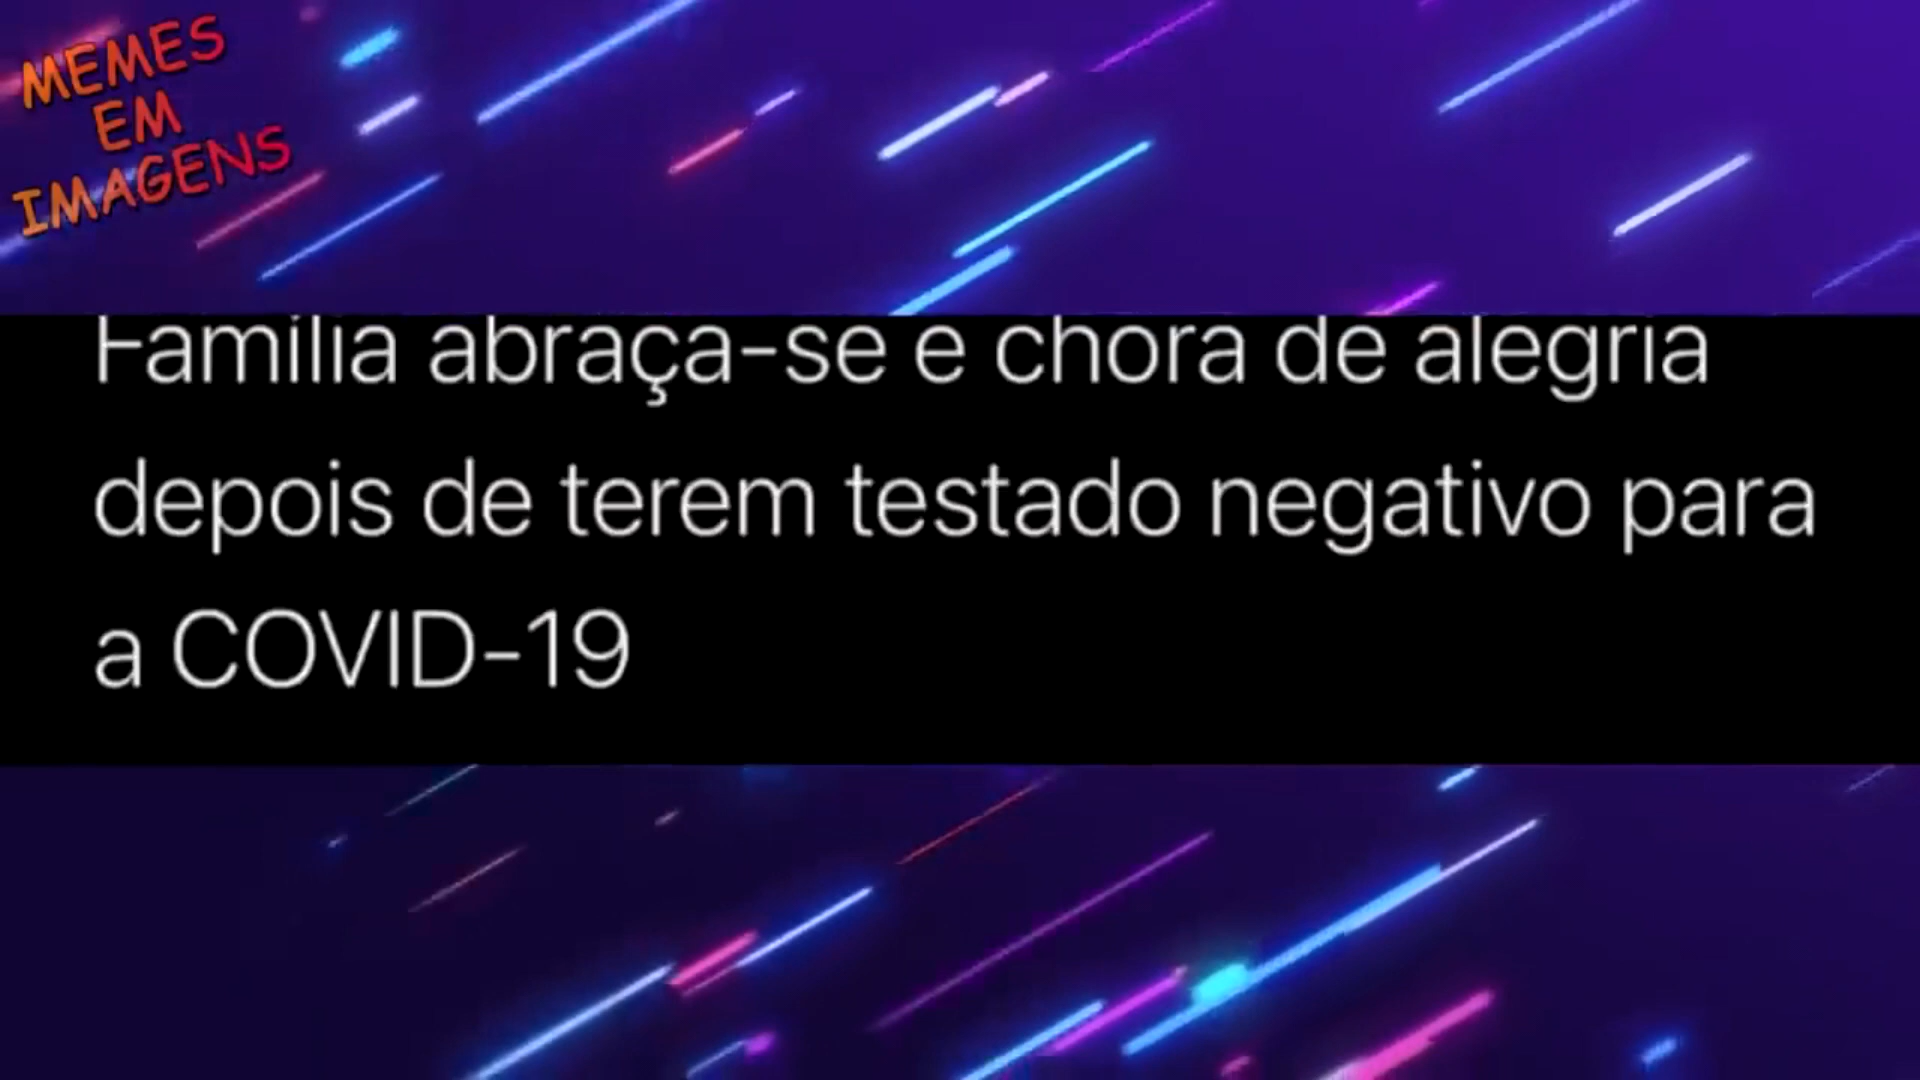 MEMES
EM
IMAGENS
Família abraça-se e chora de alegria
depois de terem testado negativo para
a COVID-19